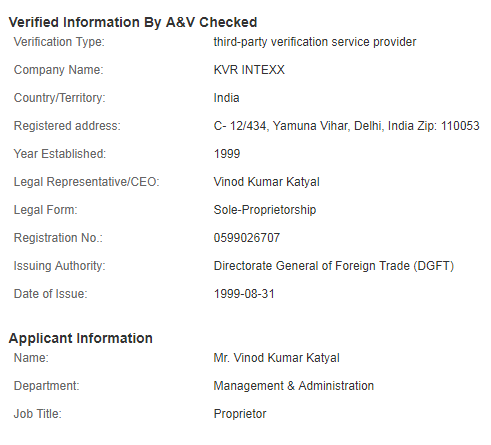 Verified Information By A&V Checked
Verification Type: third-party verification service provider
Company Name: KVR INTEXX
Country/Territory: India
Registered address: C- 12/434, Yamuna Vihar, Delhi, India Zip: 110053
Year Established: 1999
Legal Representative/CEO: Vinod Kumar Katyal
Legal Form: Sole-Proprietorship
Registration No.: 0599026707
Issuing Authority: Directorate General of Foreign Trade (DGFT)
Date of Issue: 1999-08-31
Applicant Information
Name: Mr. Vinod Kumar Katyal
Department: Management & Administration
Job Title: Proprietor